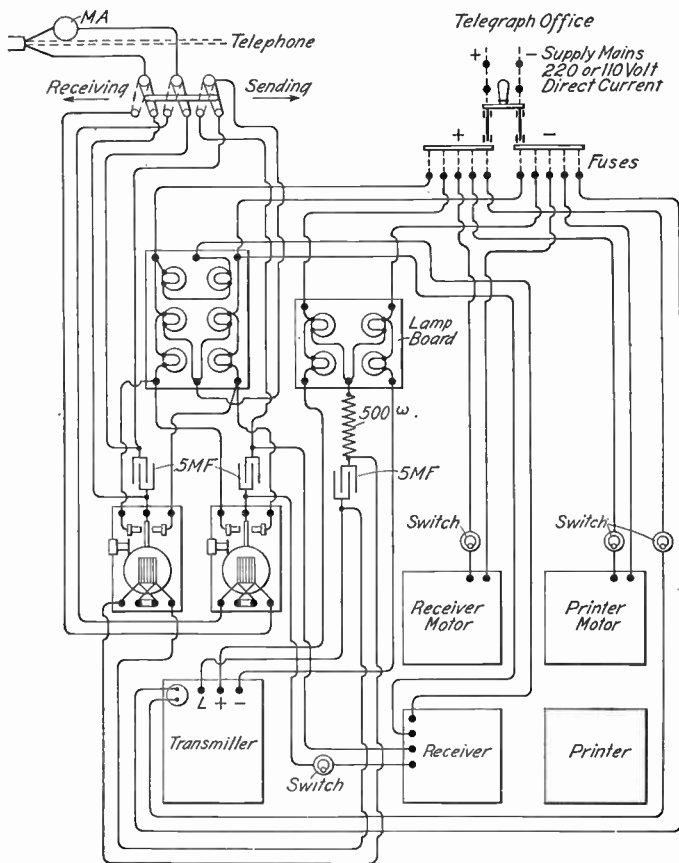 MA
Telephone
Receiving
Sending
Telegraph Office
+
-
Supply Mains
220 or 110 Volt
Direct Current
+
-
Fuses
Lamp
Board
500 ω.
5MF
5MF
Switch
Switch
Receiver
Motor
Printer
Motor
L + -
Transmitter
Switch
Receiver
Printer